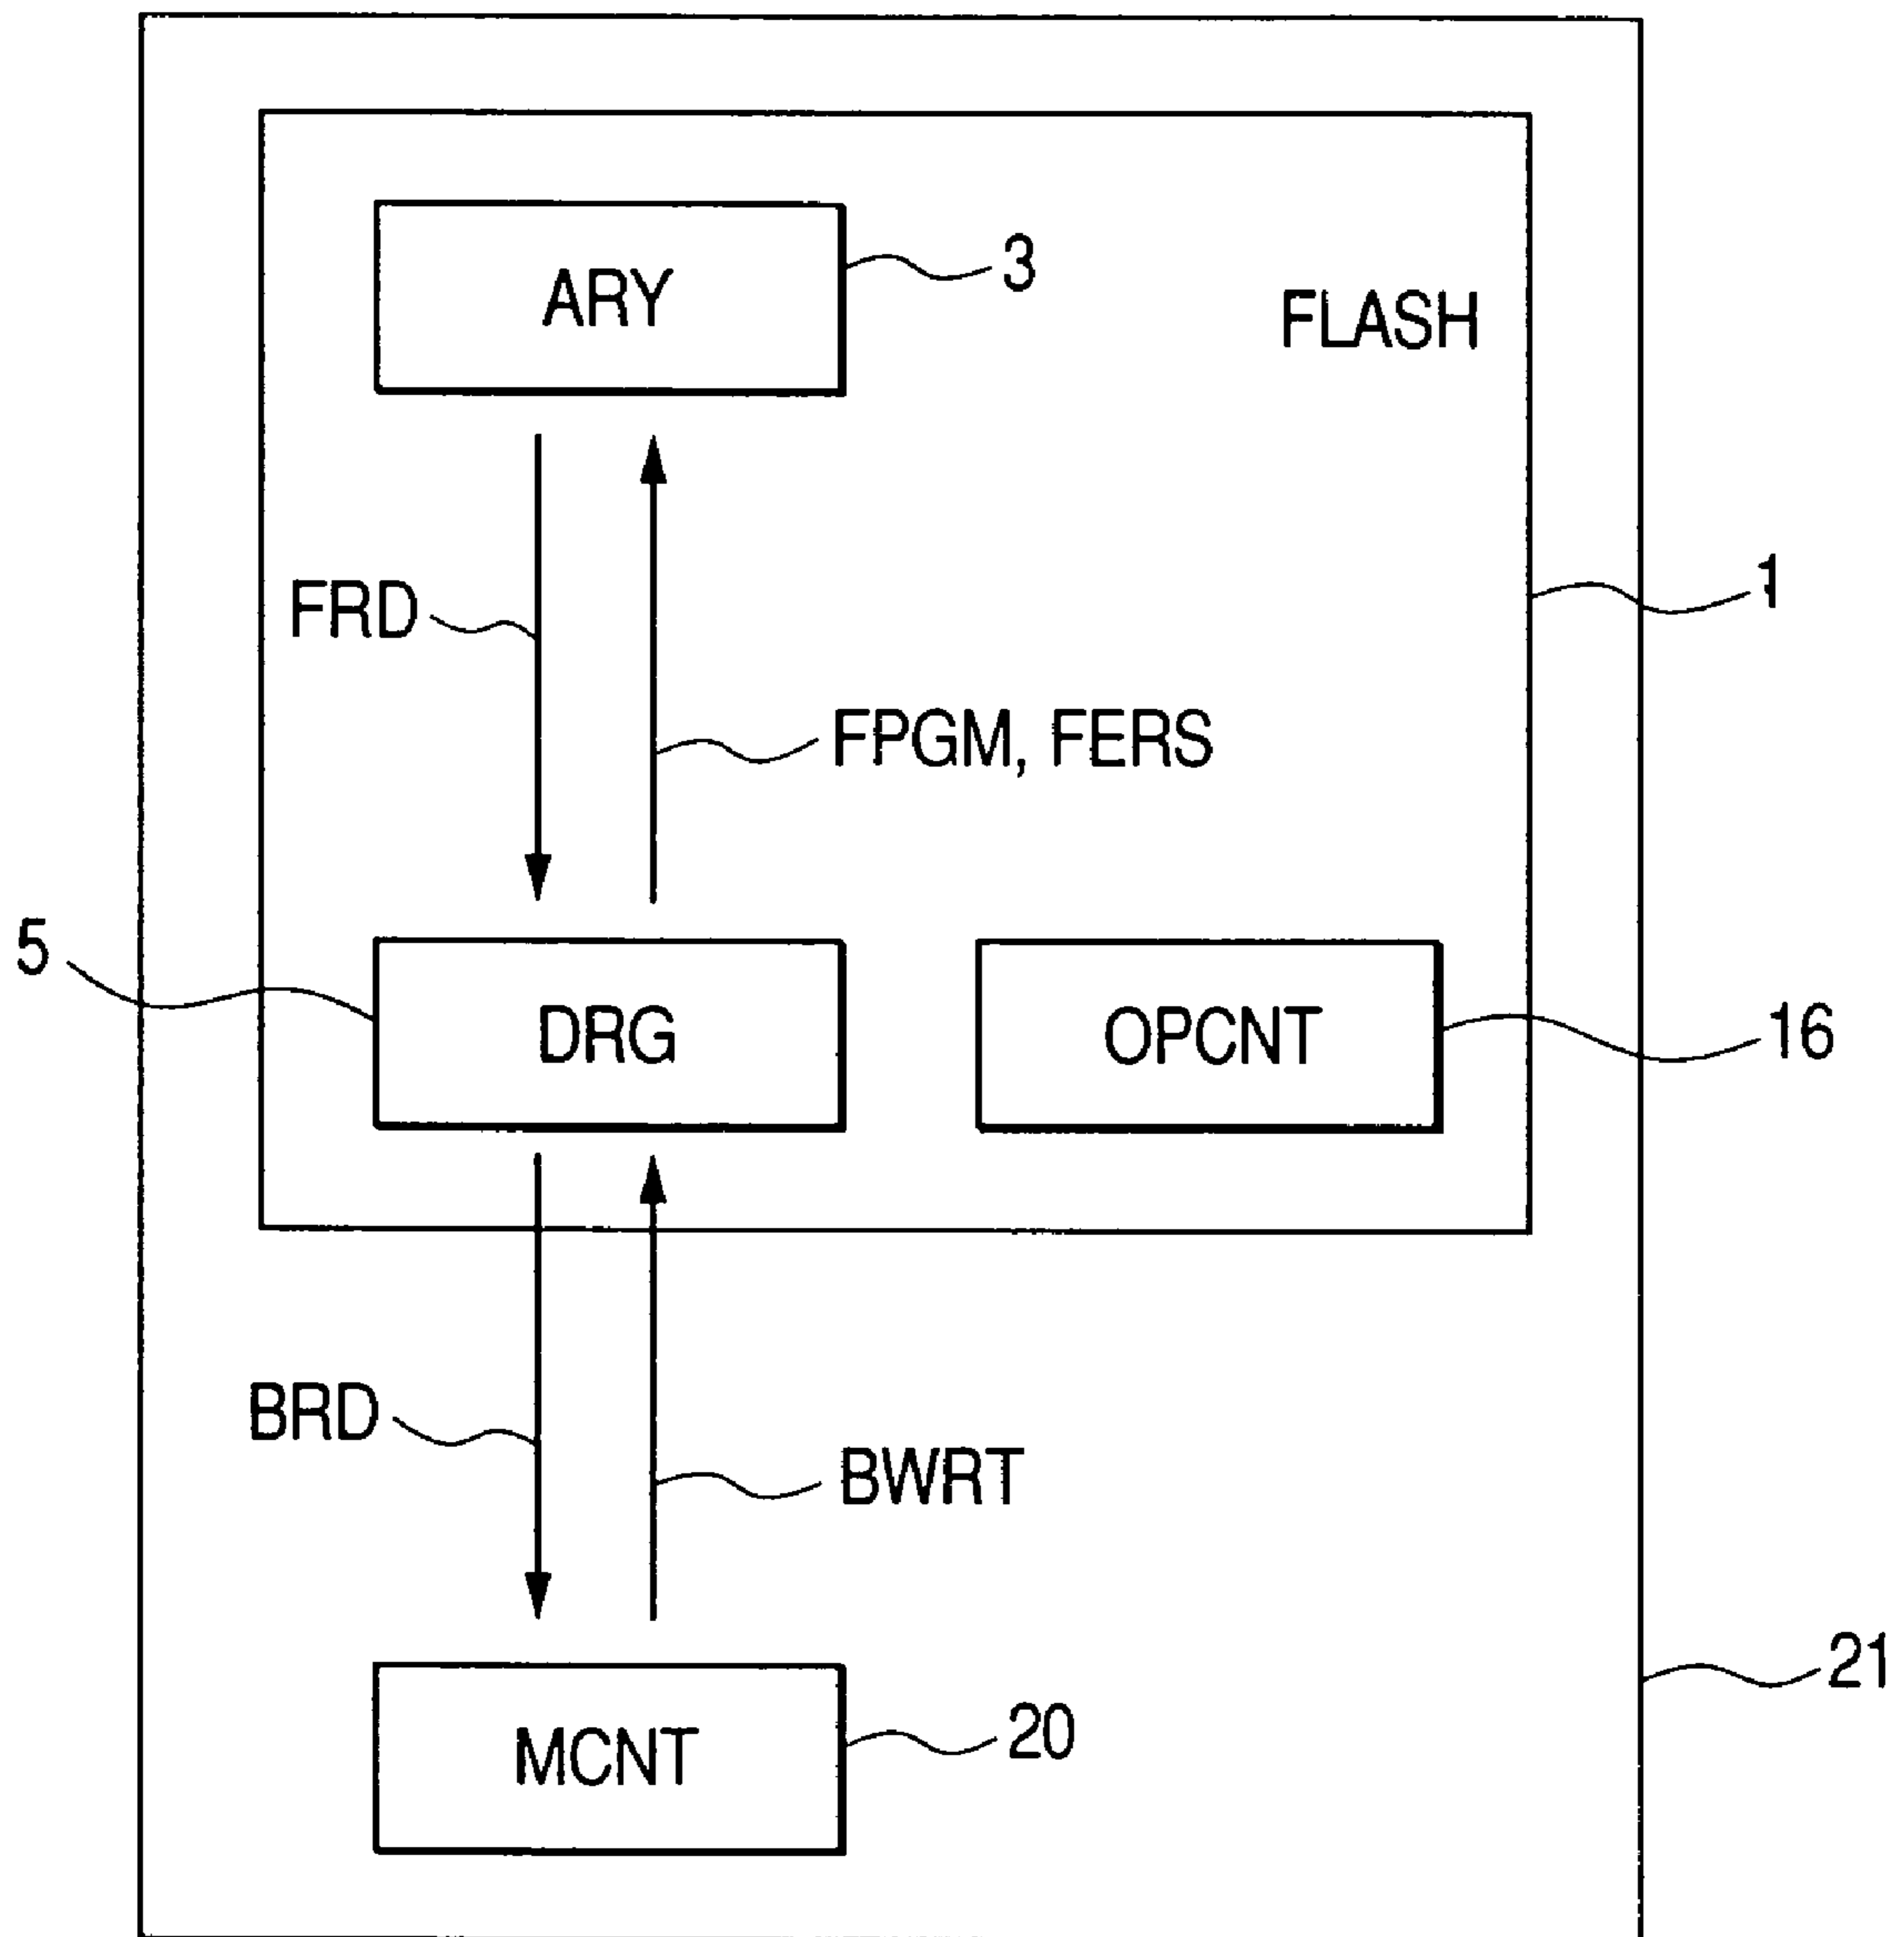 ARY
3
FLASH
1
FRD
FPGM, FERS
5
DRG
OPCNT
16
BRD
BWRT
21
MCNT
20